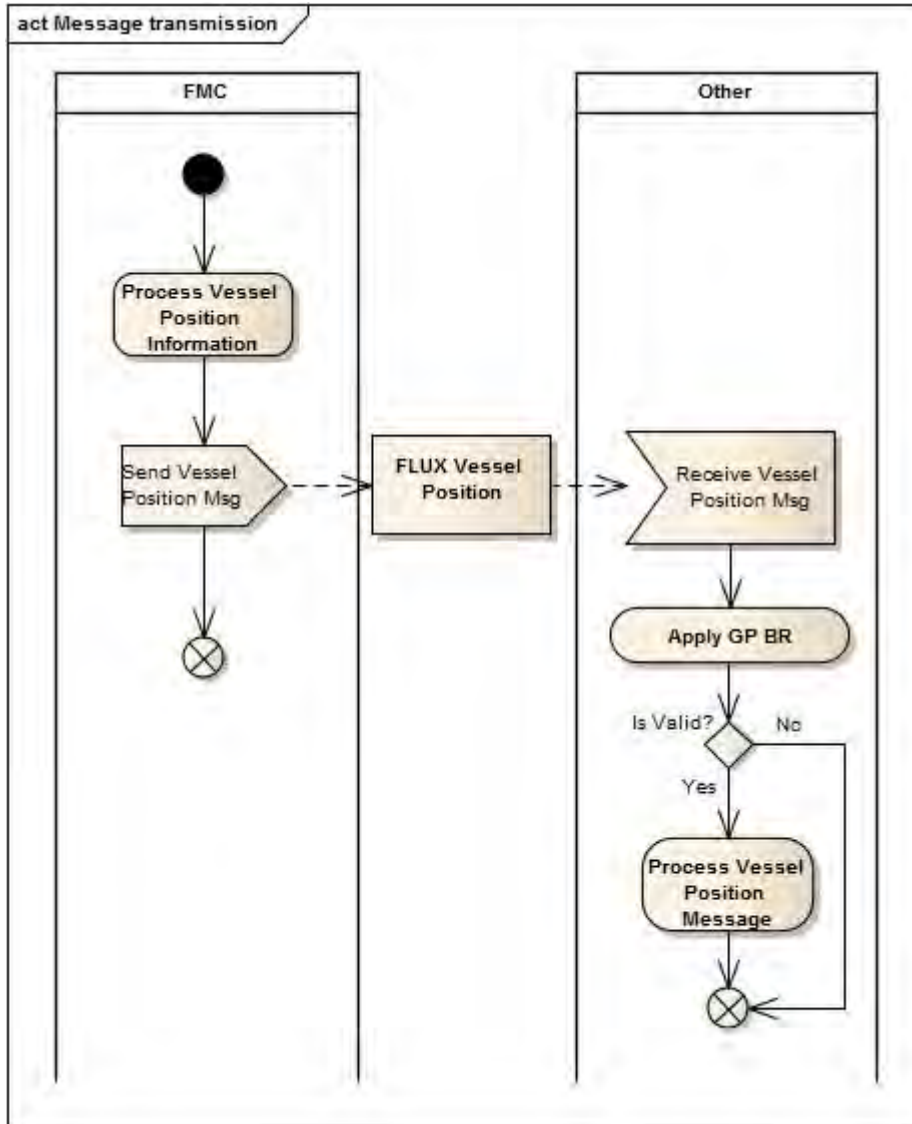 act Message transmission
FMC
Other
Process Vessel
Position
Information
Send Vessel
Position Msg
FLUX Vessel
Position
Receive Vessel
Position Msg
Apply GP BR
Is Valid?
No
Yes
Process Vessel
Position
Message